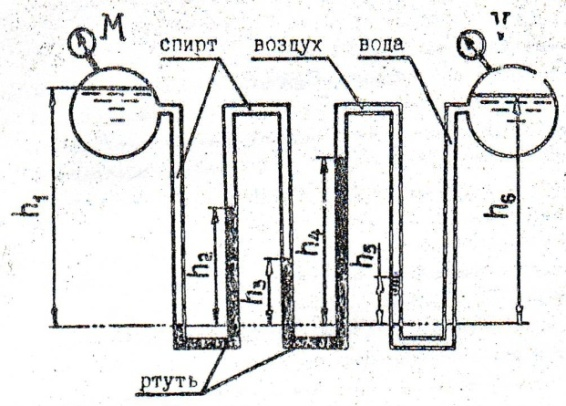 M V
спирт воздух вода
h1 h2 h3 h4 h5 h6
ртуть